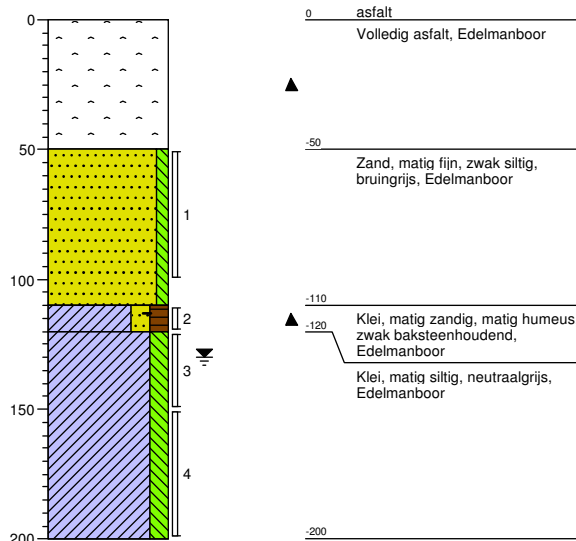 0
50
100
150
200
1
2
3
4
0 asfalt
Volledig asfalt, Edelmanboor
-50
Zand, matig fijn, zwak siltig,
bruingrijs, Edelmanboor
-110
Klei, matig zandig, matig humeus
zwak baksteenhoudend,
Edelmanboor
-120
Klei, matig siltig, neutraalgrijs,
Edelmanboor
-200